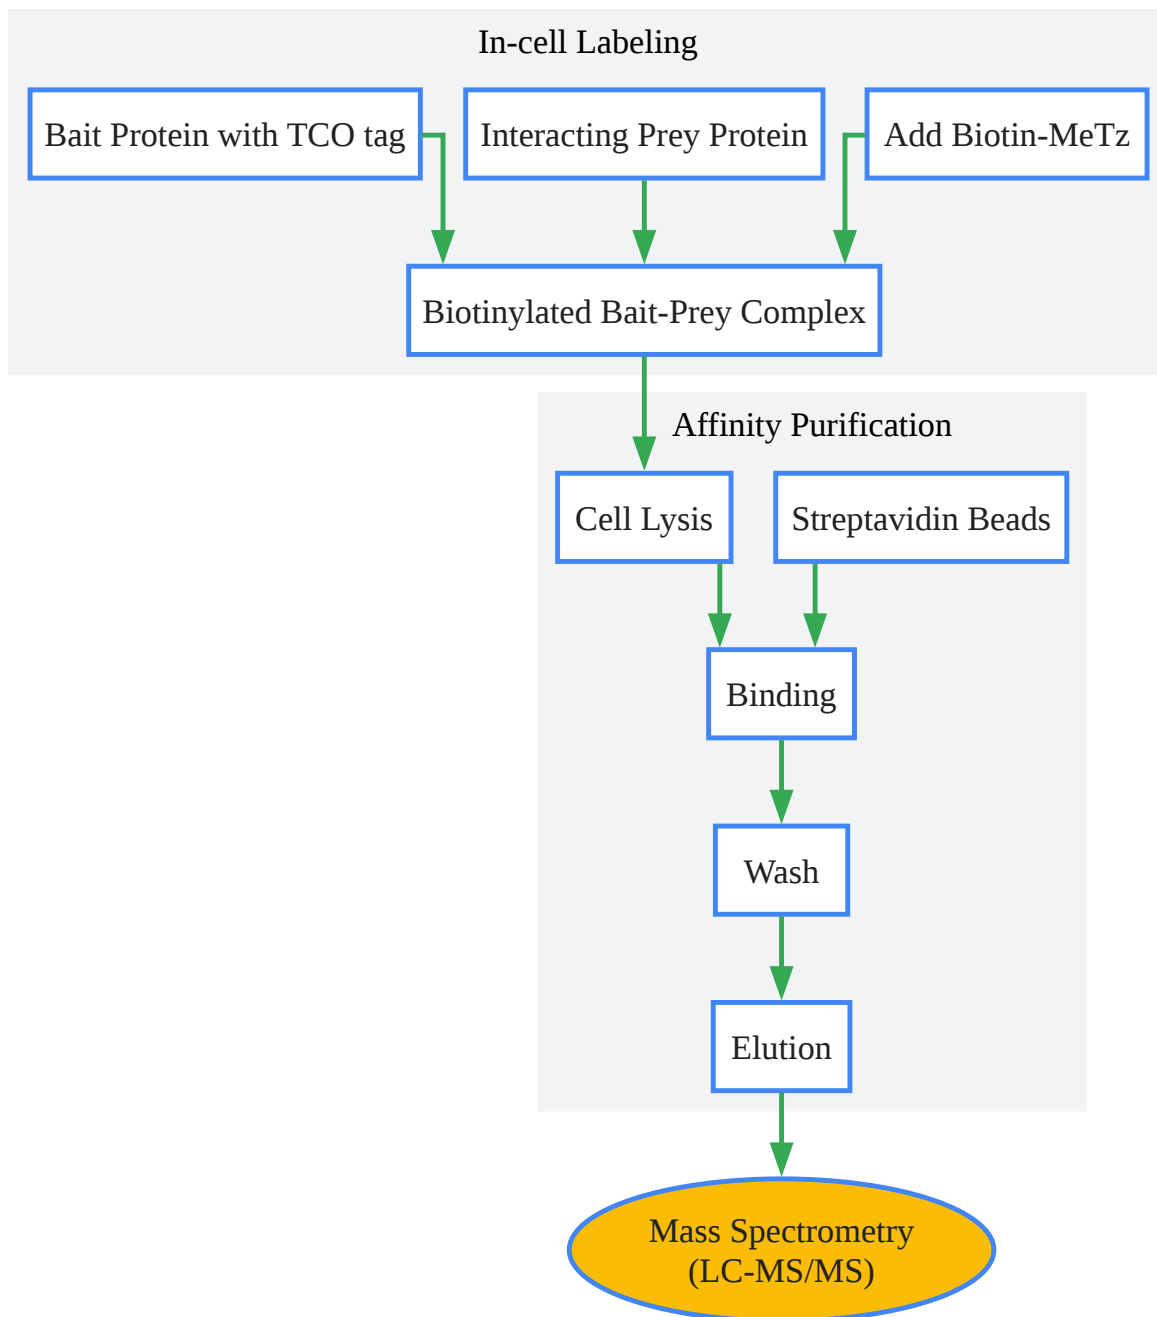 In-cell Labeling
Bait Protein with TCO tag
Interacting Prey Protein
Add Biotin-MeTz
Biotinylated Bait-Prey Complex
Affinity Purification
Cell Lysis
Streptavidin Beads
Binding
Wash
Elution
Mass Spectrometry
(LC-MS/MS)